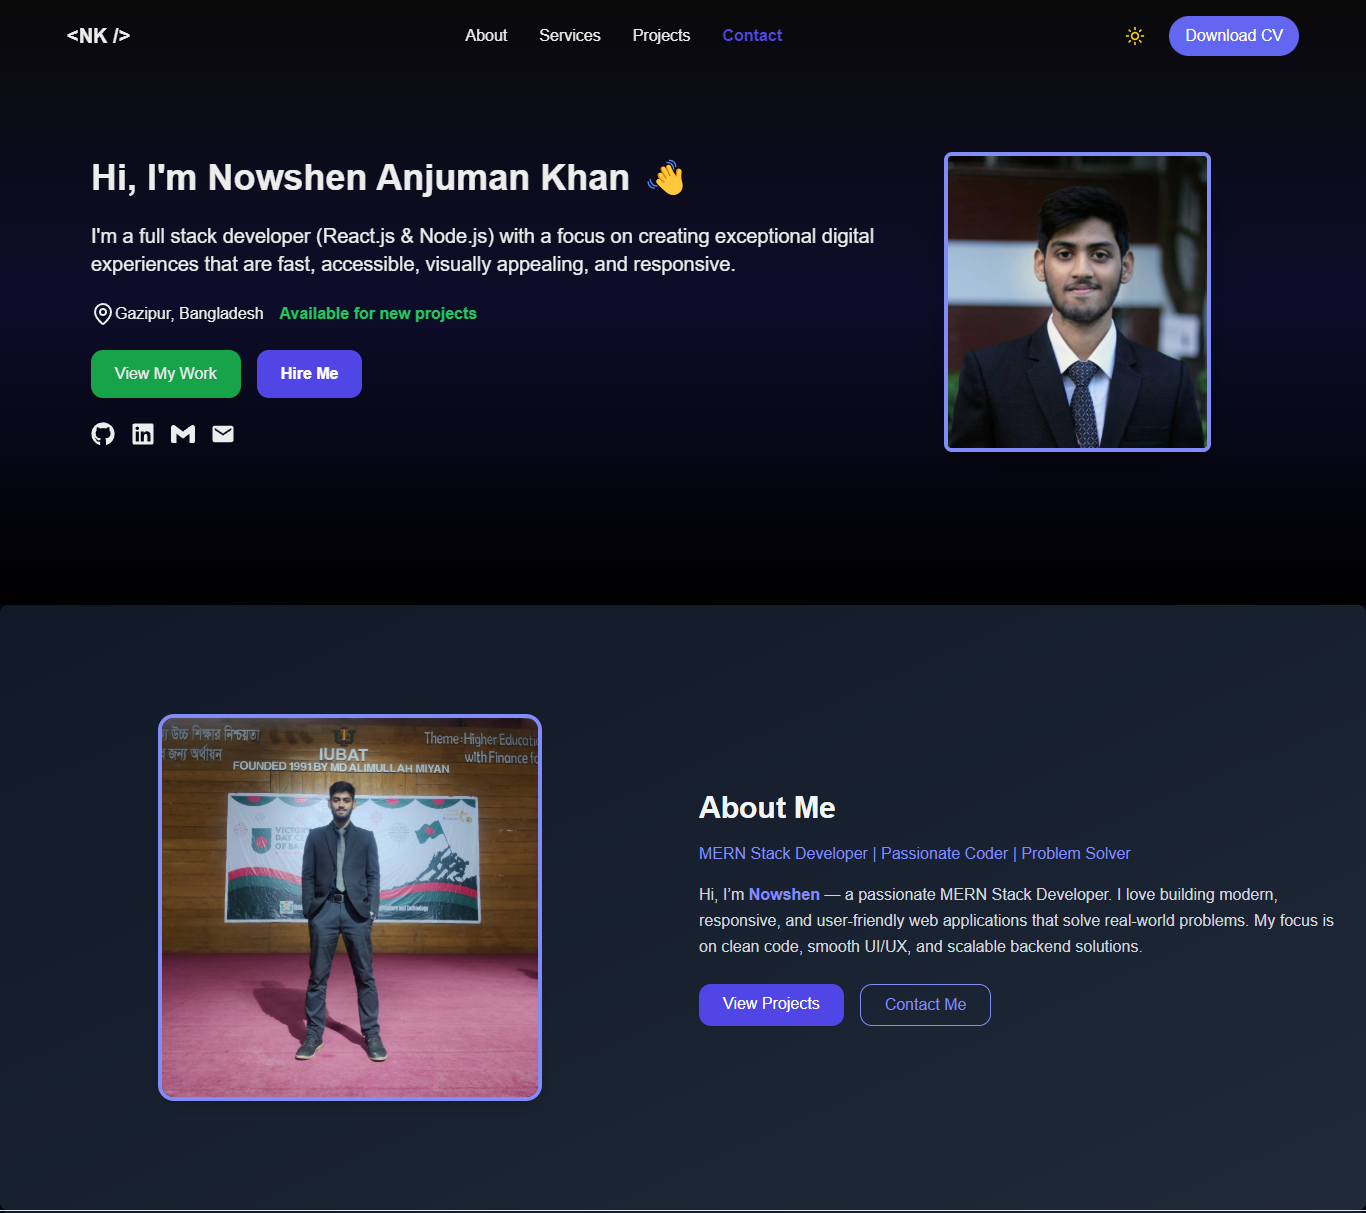 <NK />
About Services Projects Contact
Download CV
Hi, I'm Nowshen Anjuman Khan
I'm a full stack developer (React.js & Node.js) with a focus on creating exceptional digital
experiences that are fast, accessible, visually appealing, and responsive.
Gazipur, Bangladesh Available for new projects
View My Work Hire Me
উচ্চ শিক্ষার নিশ্চয়তা
জন্য অর্থায়ন
IUBAT
FOUNDED 1991 BY MD ALIMULLAH MIYAN
Theme:Higher
with Finance
About Me
MERN Stack Developer | Passionate Coder | Problem Solver
Hi, I’m Nowshen — a passionate MERN Stack Developer. I love building modern,
responsive, and user-friendly web applications that solve real-world problems. My focus is
on clean code, smooth UI/UX, and scalable backend solutions.
View Projects Contact Me